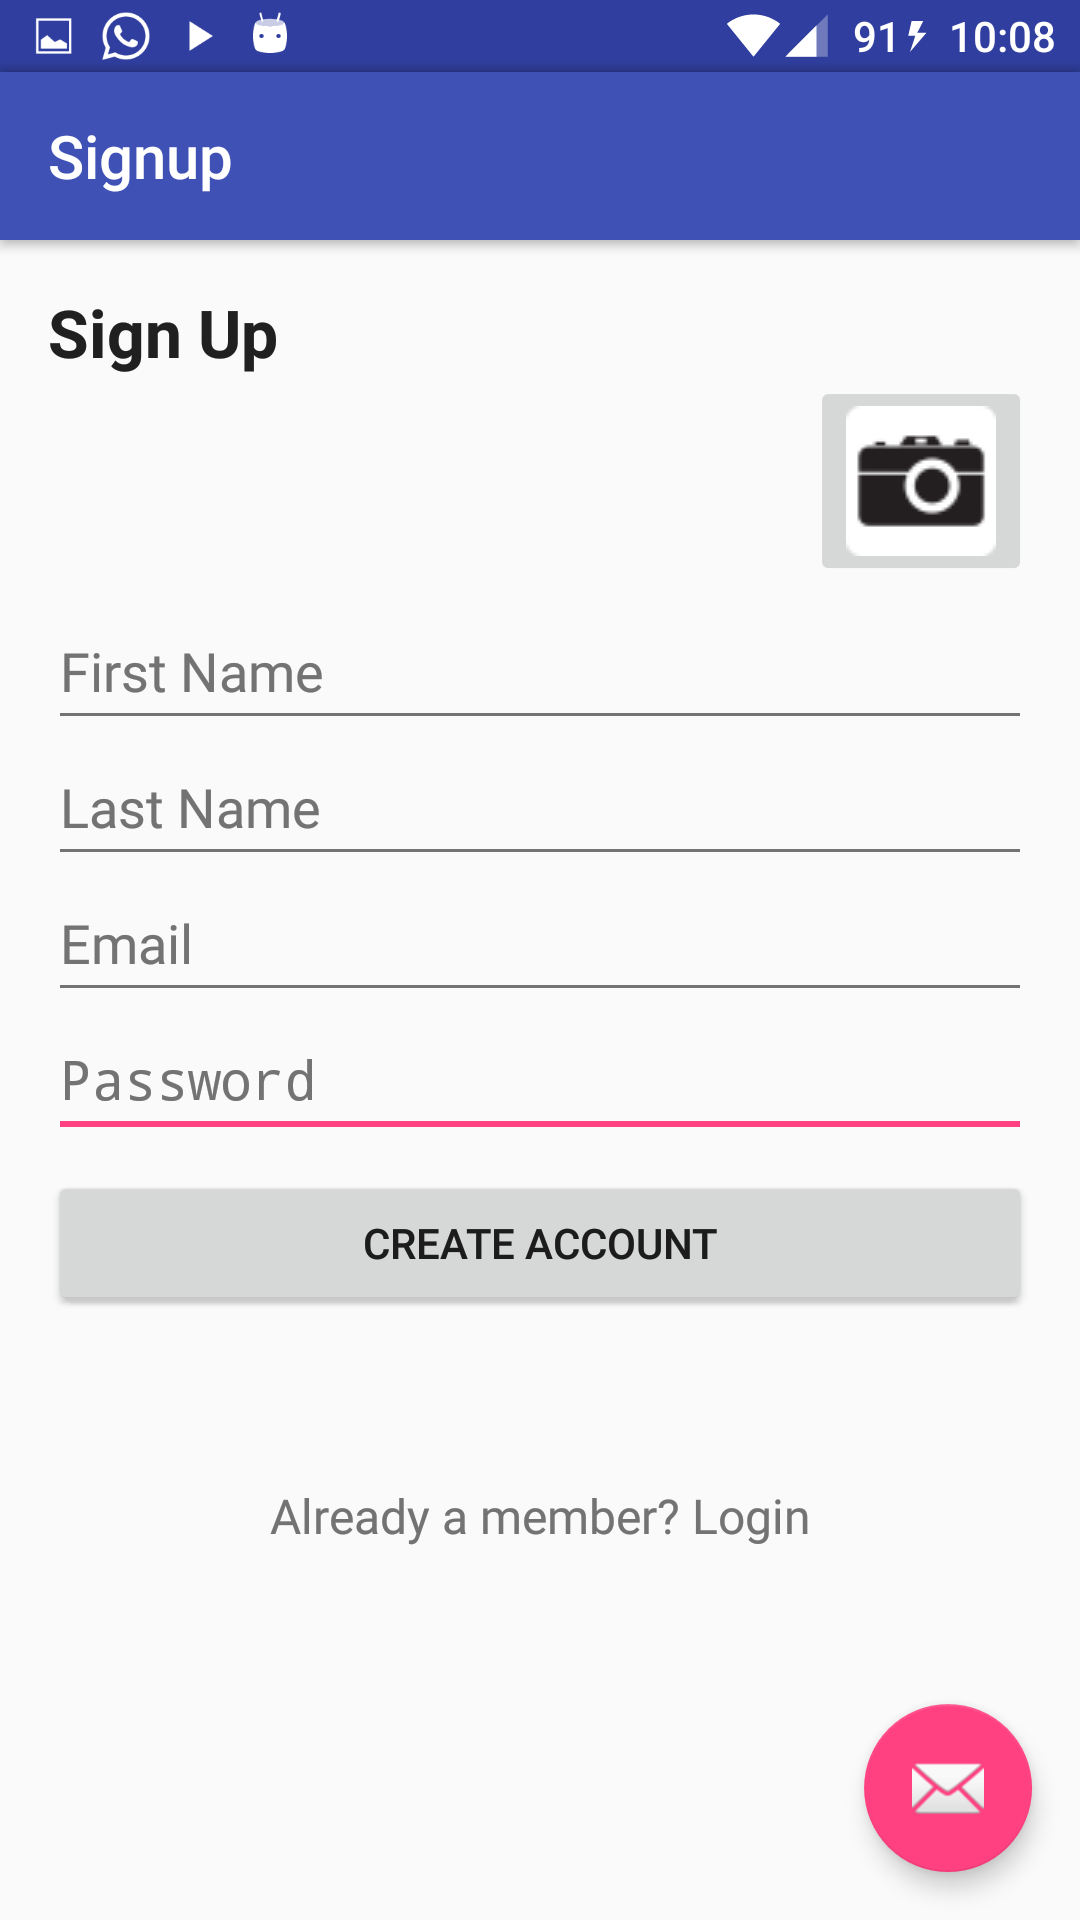 91 10:08
Signup
Sign Up
First Name
Last Name
Email
Password
CREATE ACCOUNT
Already a member? Login